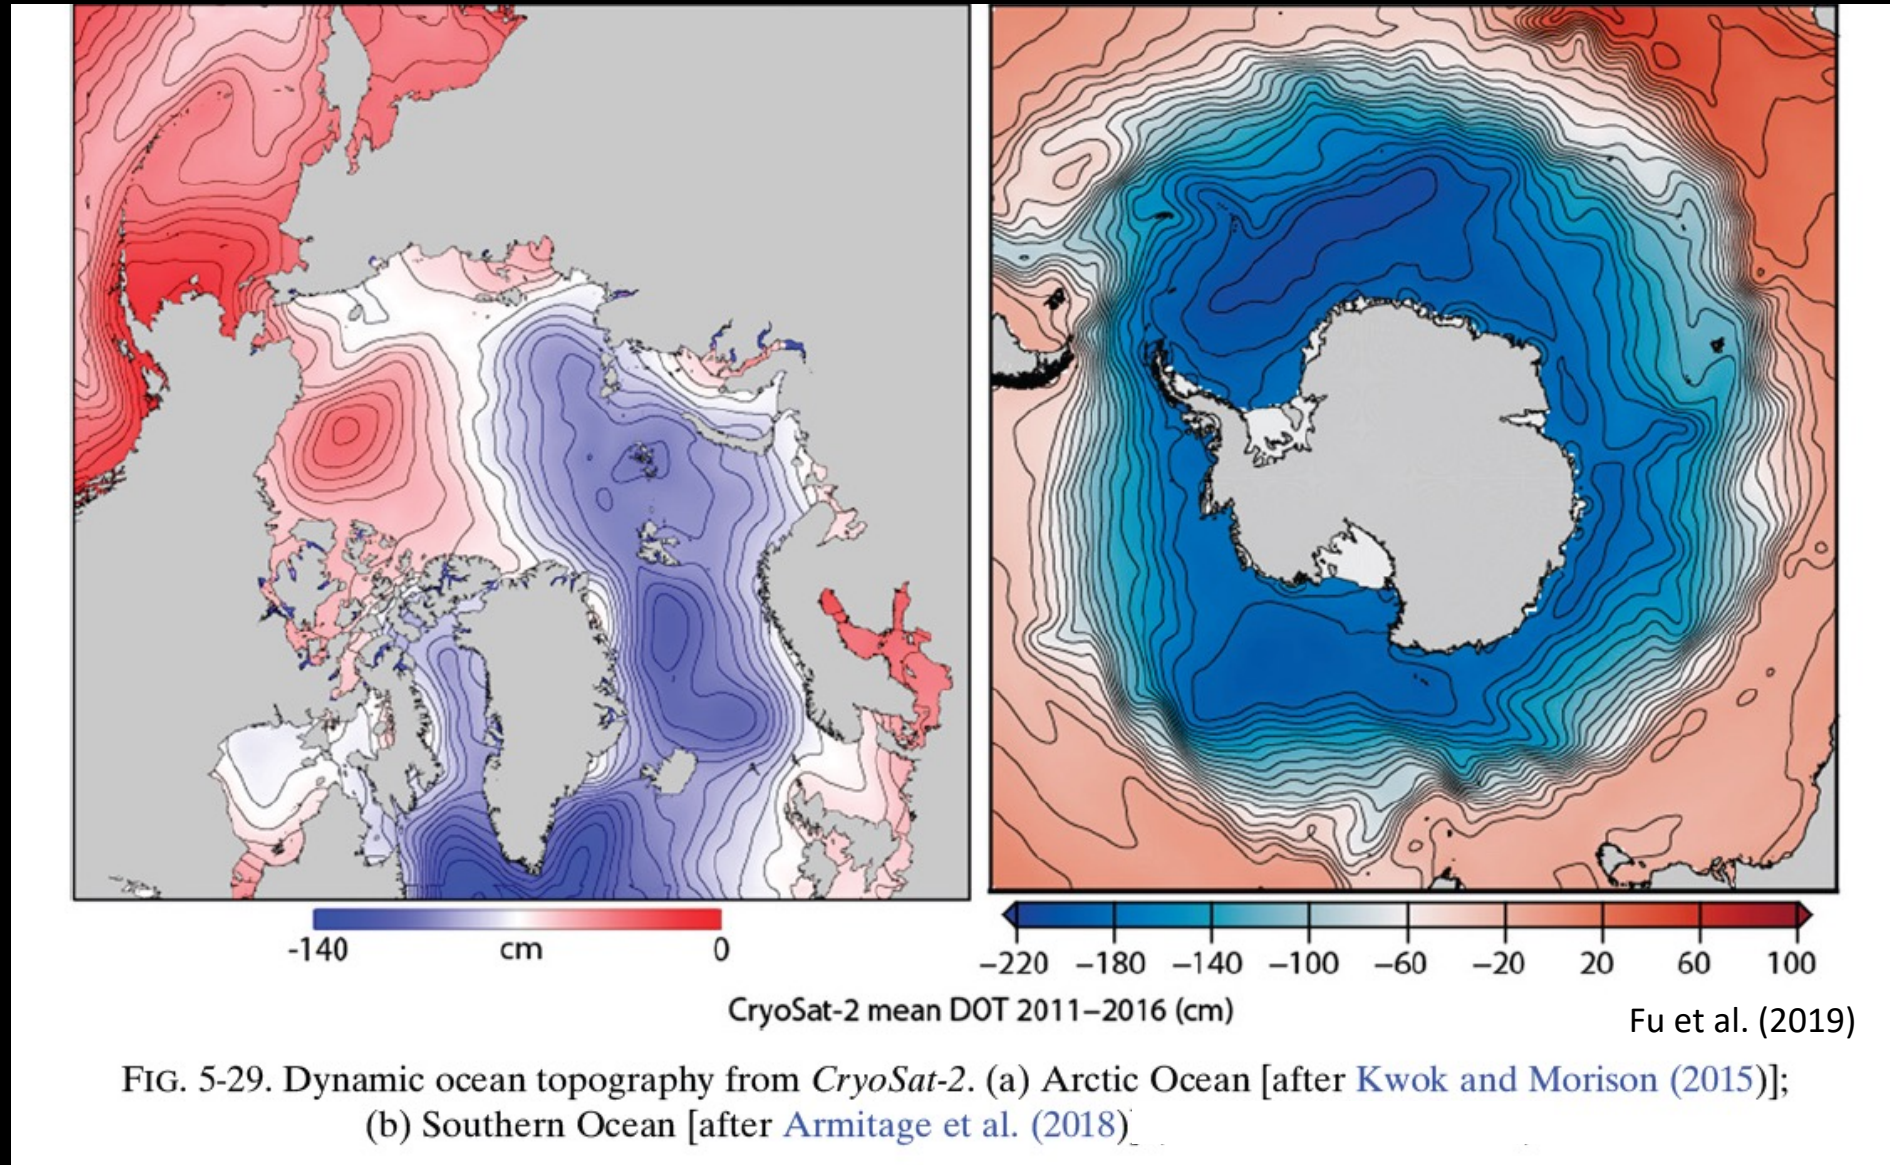 -140 cm 0
−220 −180 −140 −100 −60 −20 20 60 100
CryoSat-2 mean DOT 2011−2016 (cm)
Fu et al. (2019)
FIG. 5-29. Dynamic ocean topography from CryoSat-2. (a) Arctic Ocean [after Kwok and Morison (2015)];
(b) Southern Ocean [after Armitage et al. (2018)]